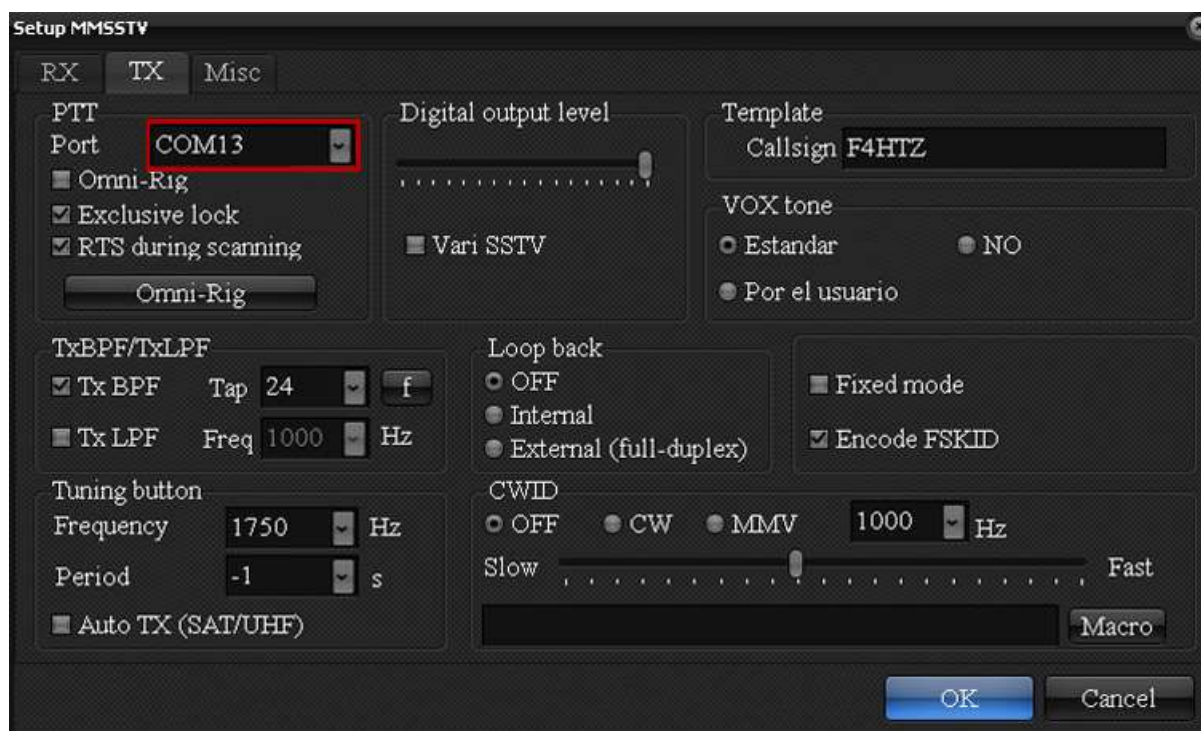 Setup MMSSTV
RX TX Misc
PTT
Port COM13
Omni-Rig
Exclusive lock
RTS during scanning
Omni-Rig
Digital output level
Vari SSTV
Template
Callsign F4HTZ
VOX tone
Estandar NO
Por el usuario
TxBPF/TxLPF
Tx BPF Tap 24 f
Tx LPF Freq 1000 Hz
Loop back
OFF
Internal
External (full-duplex)
Fixed mode
Encode FSKID
Tuning button
Frequency 1750 Hz
Period -1 s
Auto TX (SAT/UHF)
CWID
OFF CW MMV 1000 Hz
Slow Fast
Macro
OK Cancel